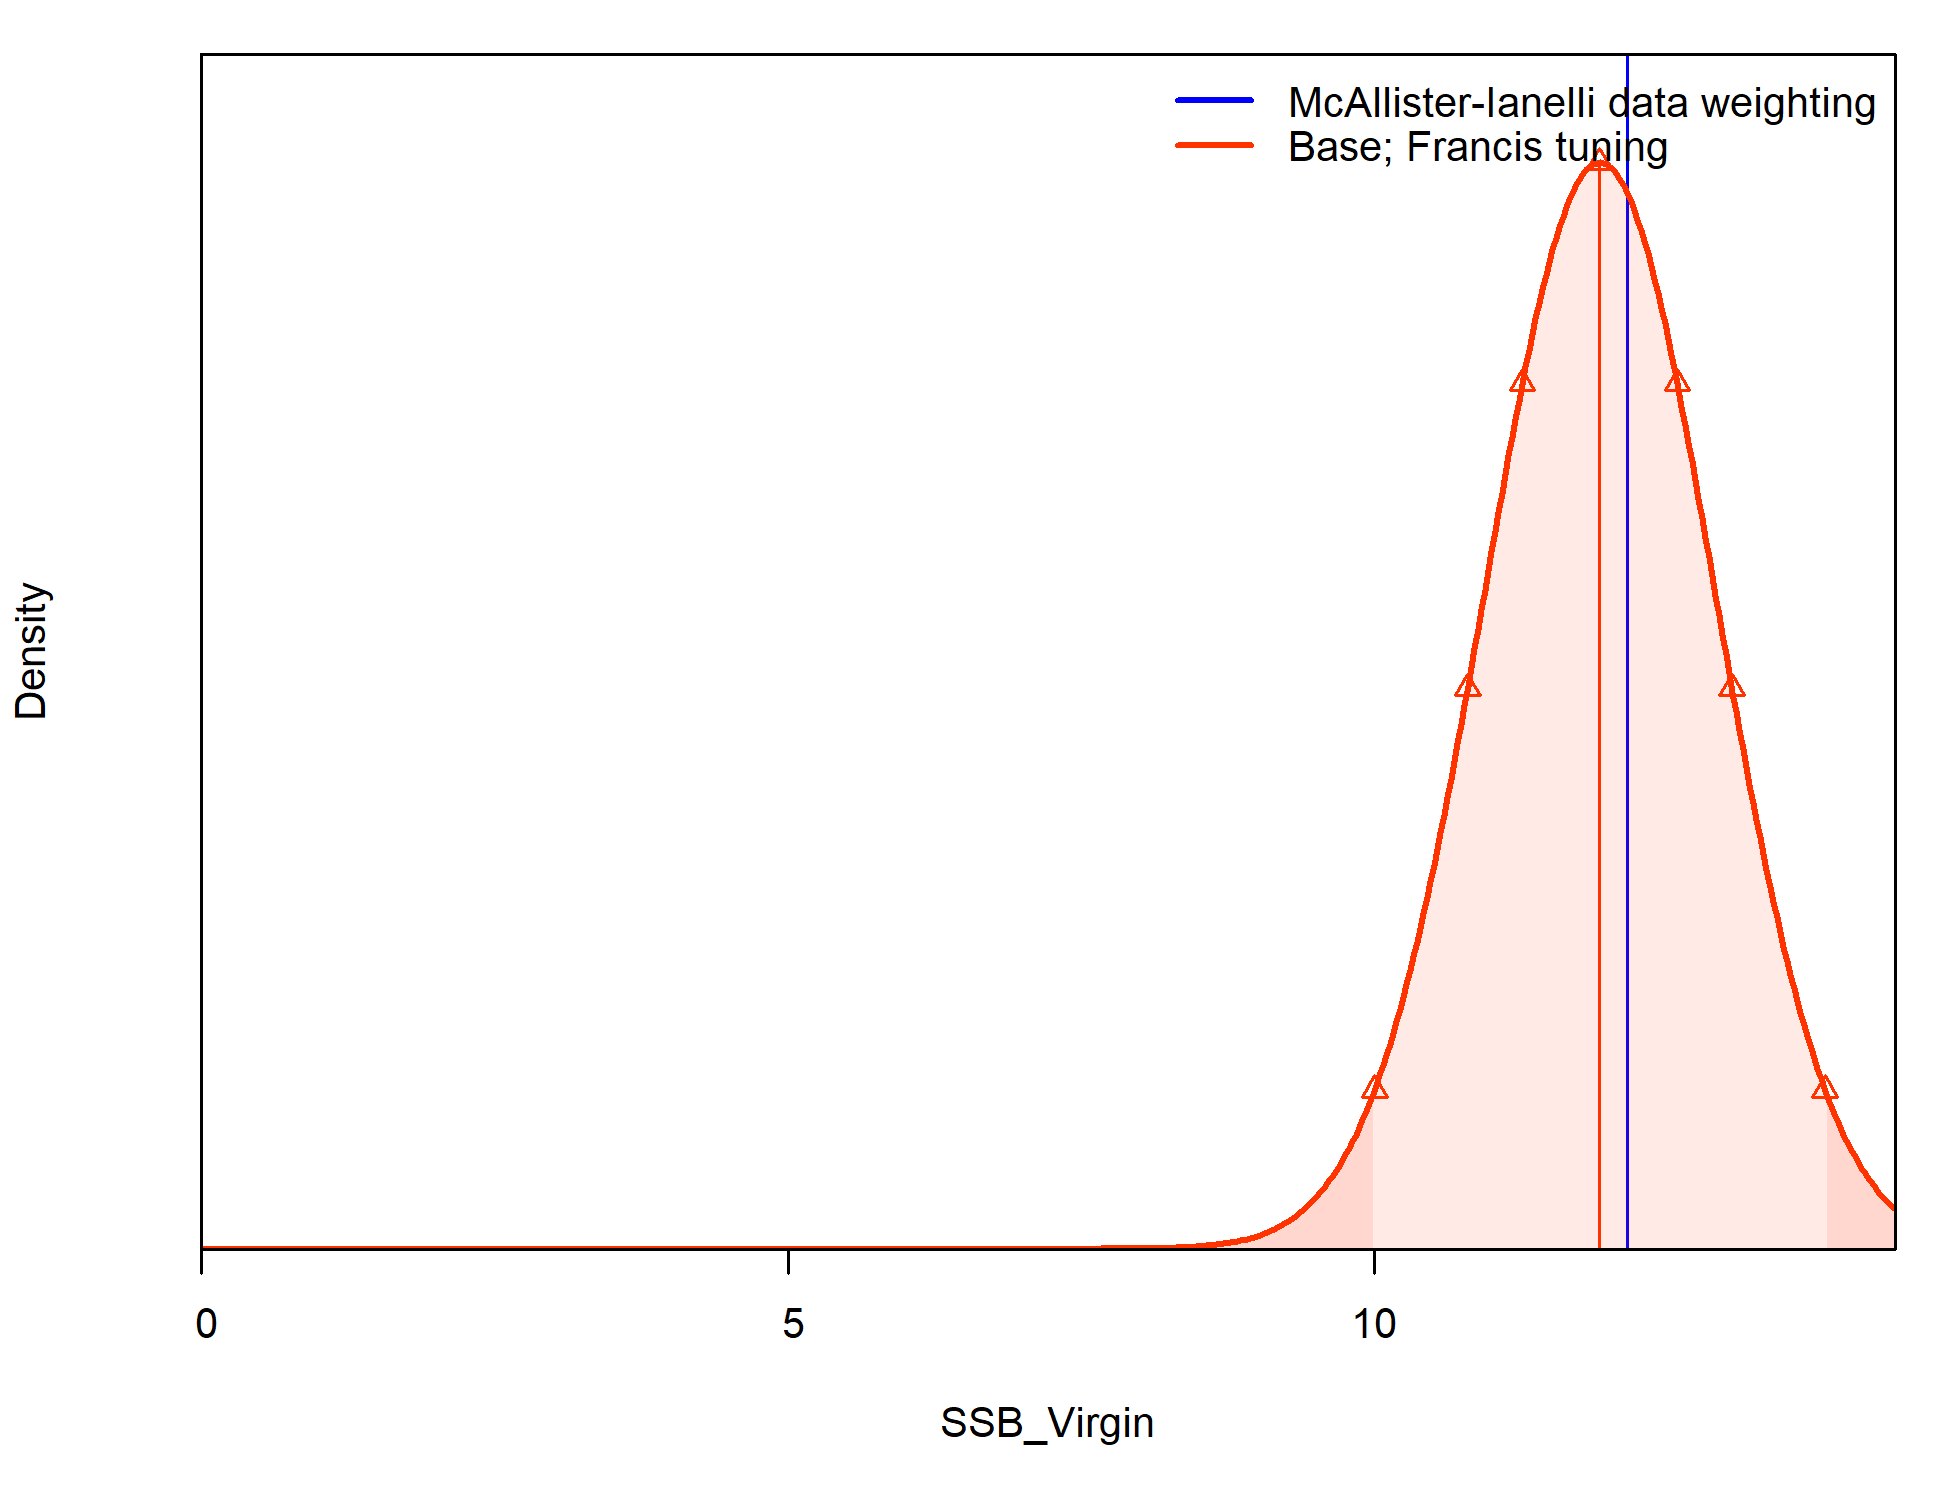 McAllister-Ianelli data weighting
Base; Francis tuning
Density
0 5 10
SSB_Virgin